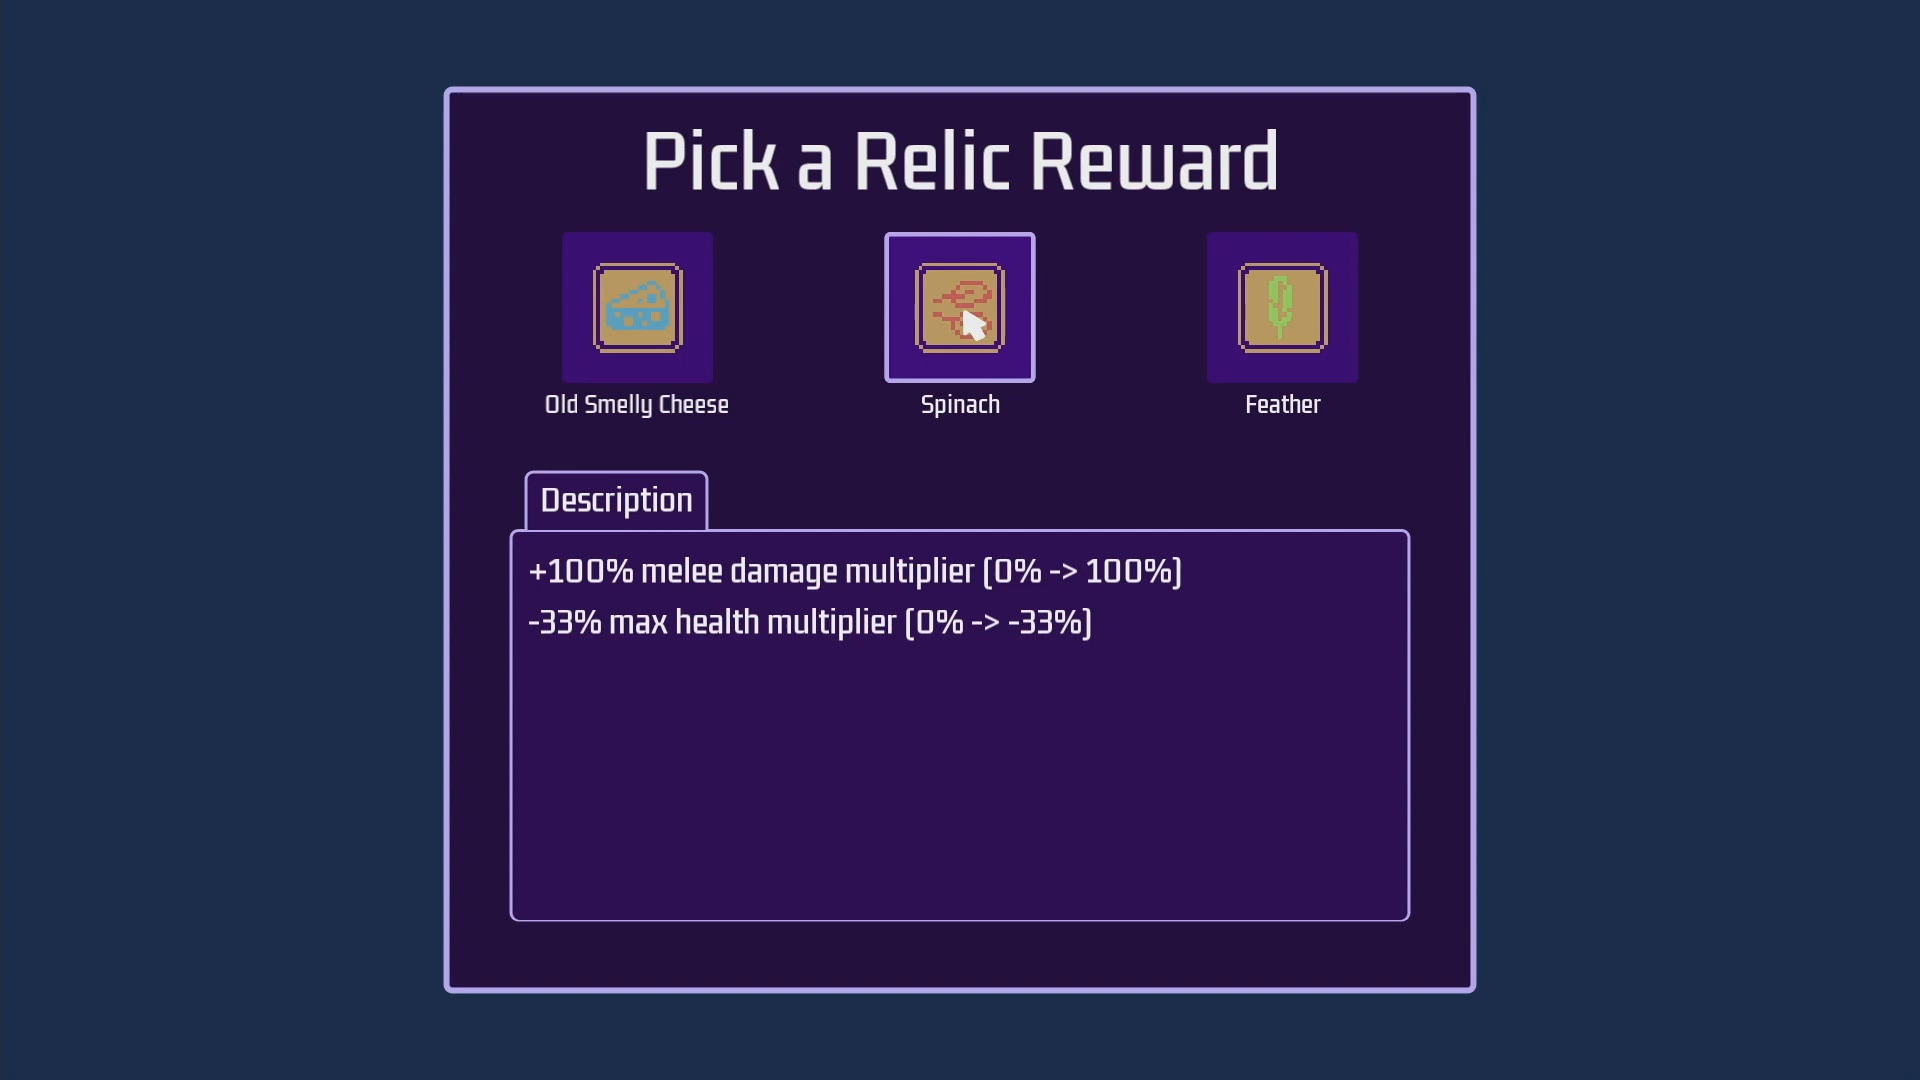 Pick a Relic Reward
Old Smelly Cheese
Spinach
Feather
Description
+100% melee damage multiplier (0% -> 100%)
-33% max health multiplier (0% -> -33%)